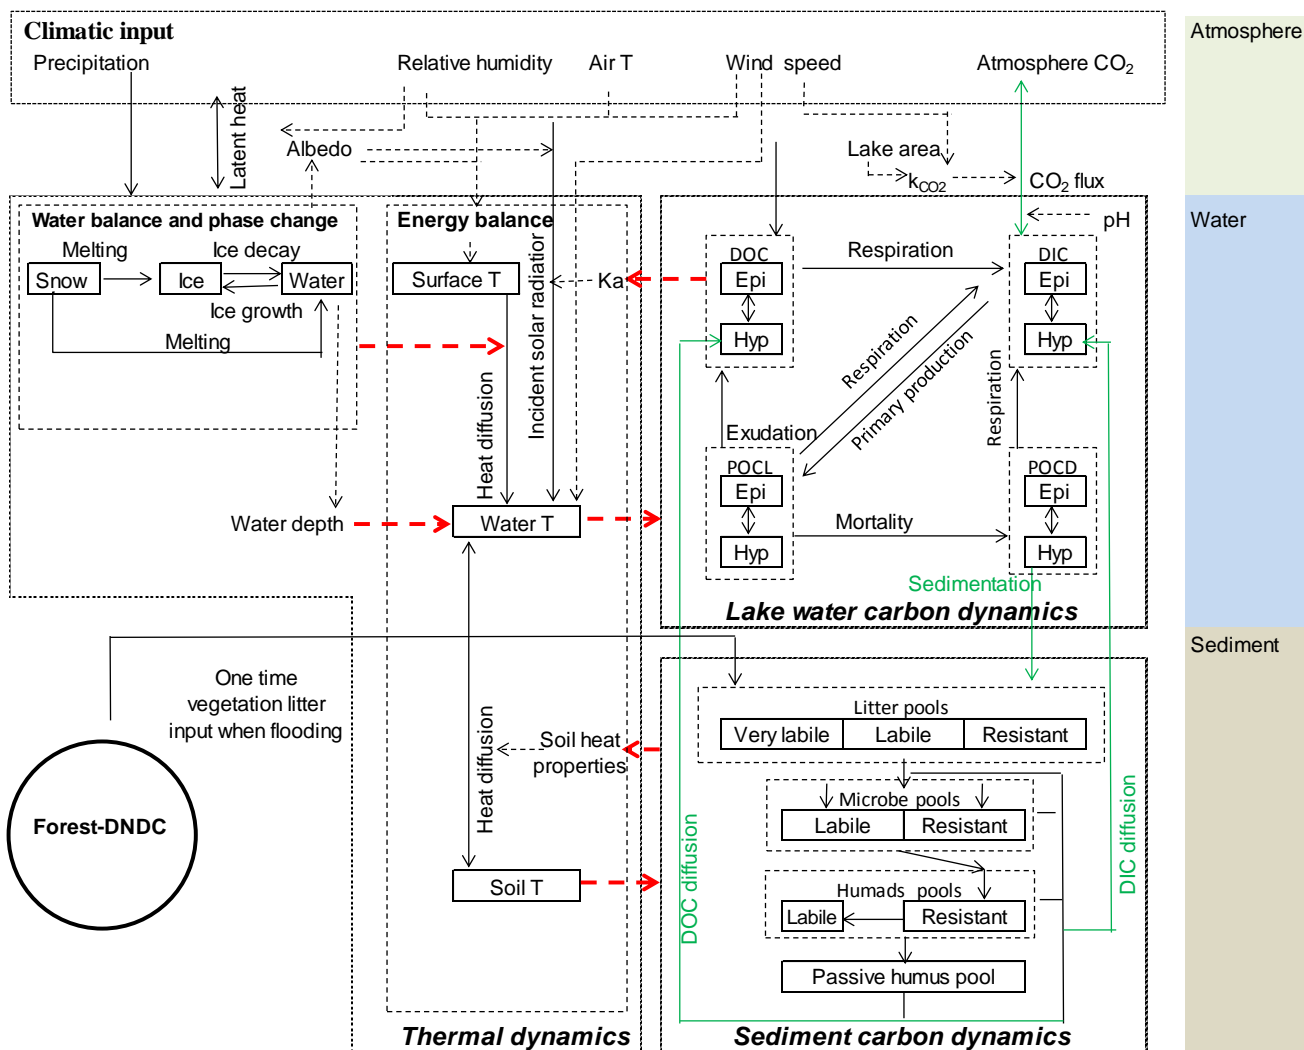 Climatic input
Precipitation
Relative humidity
Air T
Wind speed
Atmosphere CO₂
Atmosphere
Latent heat
Albedo
Lake area
kCO2
CO₂ flux
Water balance and phase change
Energy balance
pH
Water
Melting
Ice decay
Snow
Ice
Water
Ice growth
Melting
Surface T
Incident solar radiation
Ka
DOC
Epi
Hyp
Respiration
DIC
Epi
Hyp
Respiration
Primary production
Respiration
Heat diffusion
Exudation
POCL
Epi
Hyp
POCD
Epi
Hyp
Mortality
Water depth
Water T
Sedimentation
Lake water carbon dynamics
Sediment
One time
vegetation litter
input when flooding
Litter pools
Very labile
Labile
Resistant
Heat diffusion
Soil heat
properties
Forest-DNDC
Microbe pools
Labile
Resistant
DOC diffusion
DIC diffusion
Soil T
Humads pools
Labile
Resistant
Passive humus pool
Thermal dynamics
Sediment carbon dynamics